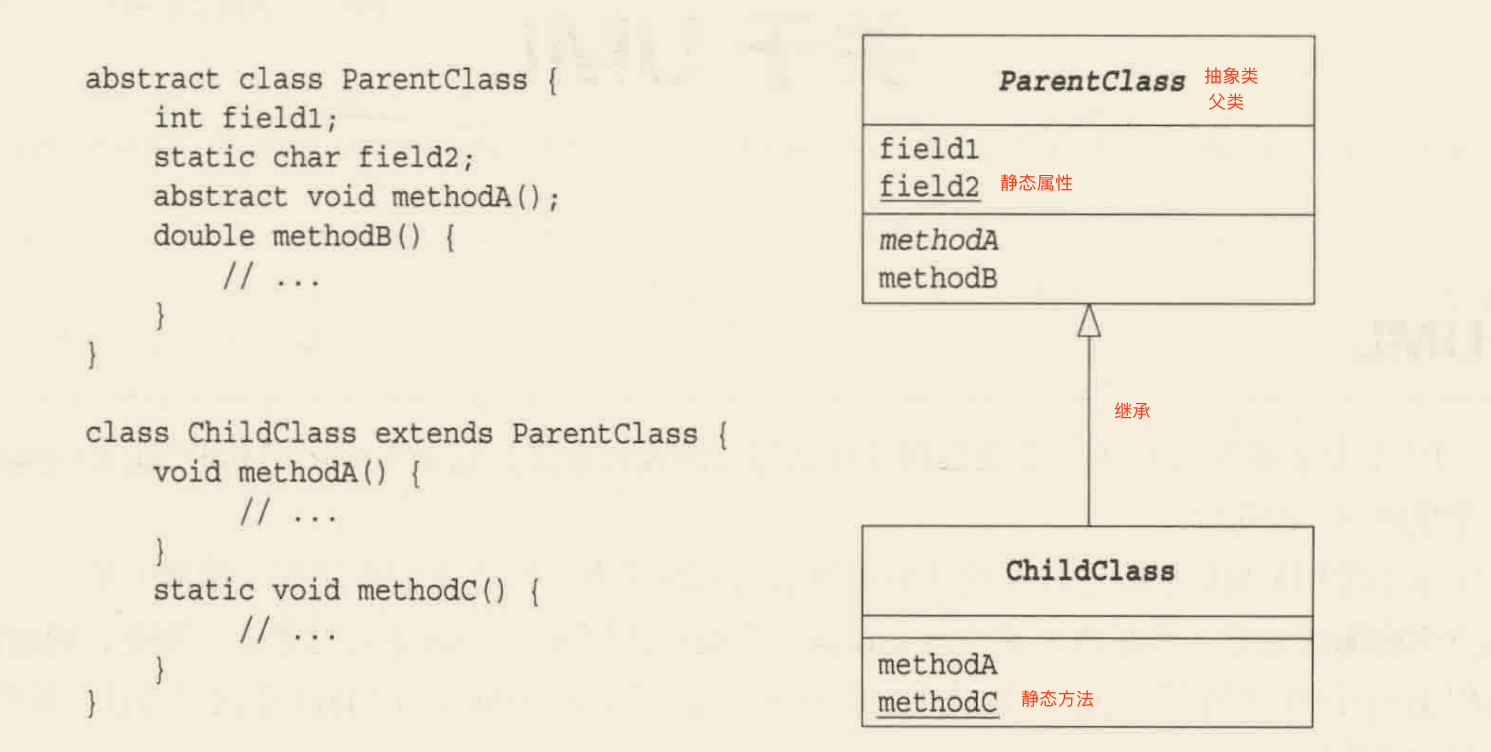 abstract class ParentClass {
int field1;
static char field2;
abstract void methodA();
double methodB() {
// ...
}
}
class ChildClass extends ParentClass {
void methodA() {
// ...
}
static void methodC() {
// ...
}
}
ParentClass 抽象类
父类
field1
field2 静态属性
methodA
methodB
继承
ChildClass
methodA
methodC 静态方法
UML